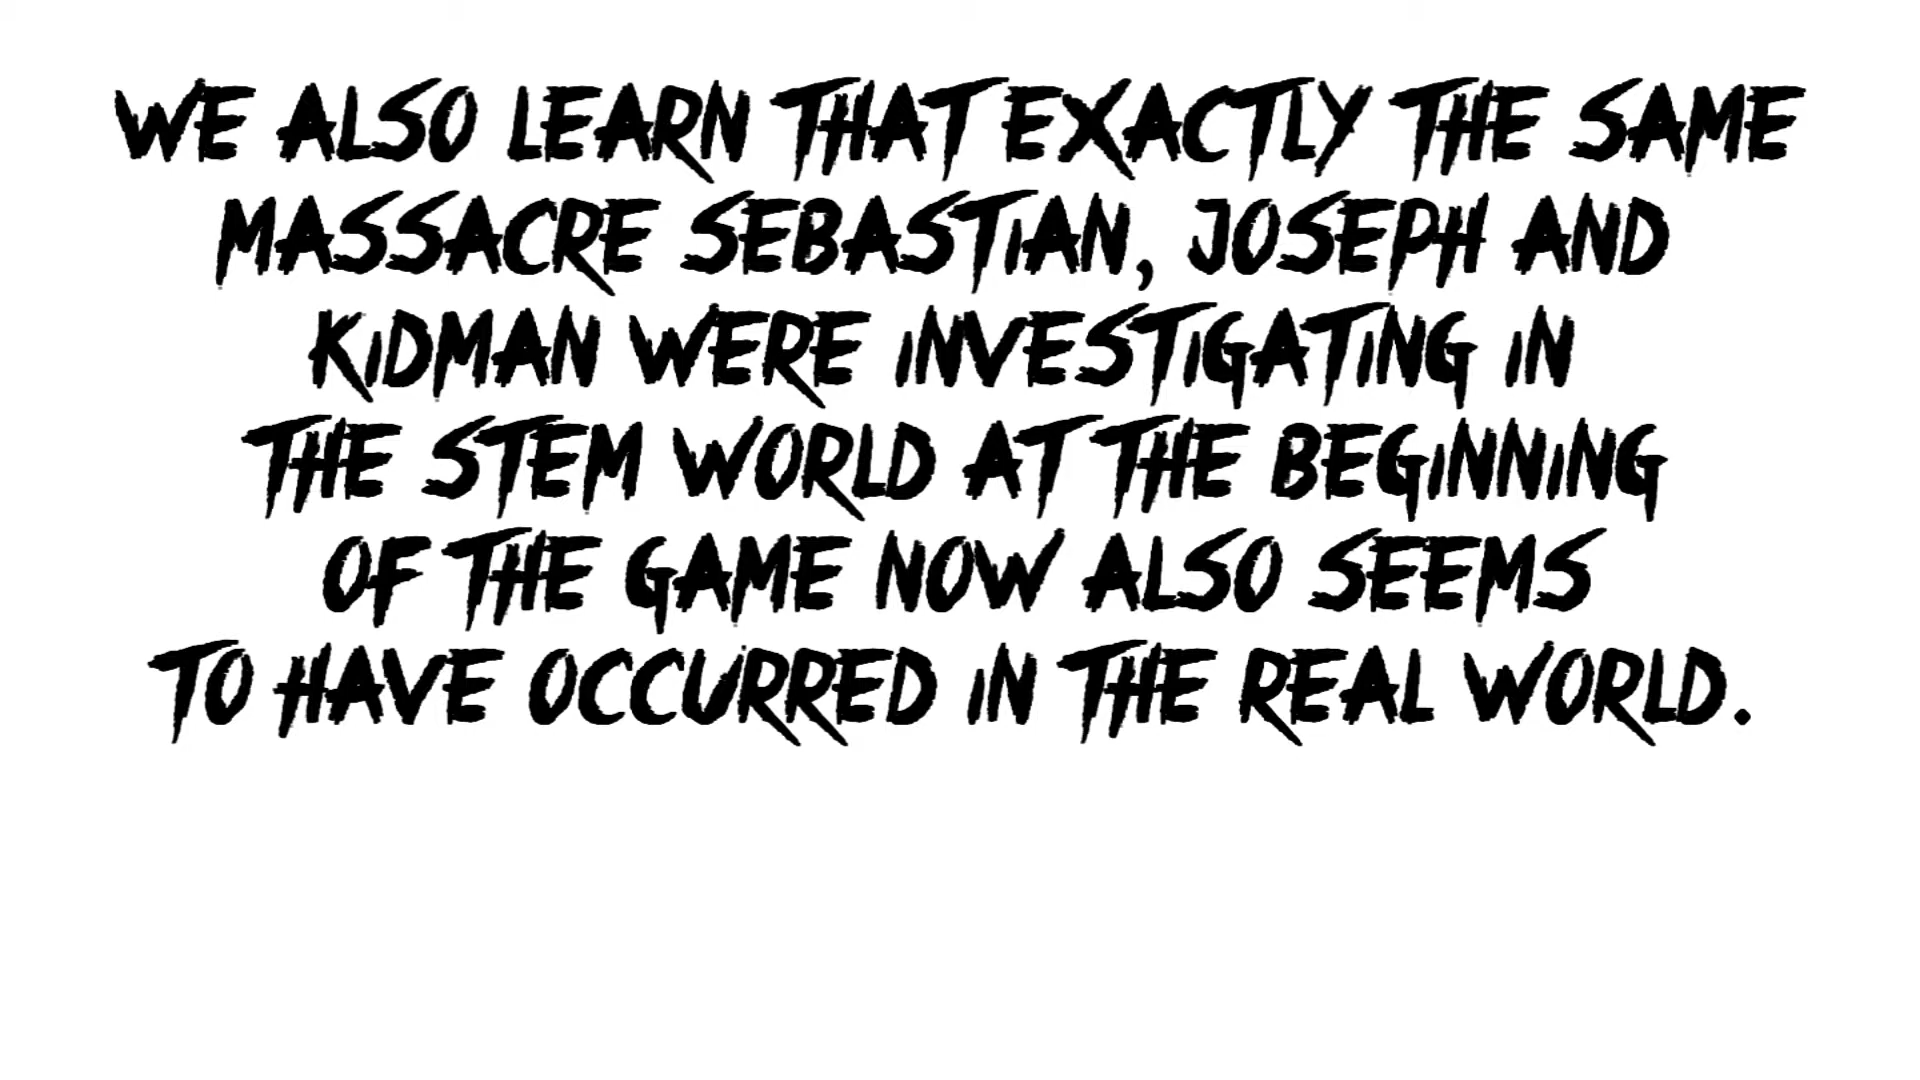 WE ALSO LEARN THAT EXACTLY THE SAME
MASSACRE SEBASTIAN, JOSEPH AND
KIDMAN WERE INVESTIGATING IN
THE STEM WORLD AT THE BEGINNING
OF THE GAME NOW ALSO SEEMS
TO HAVE OCCURRED IN THE REAL WORLD.